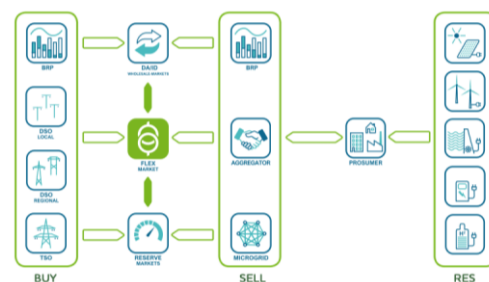 BRP
DA/ID
WHOLESALE MARKETS
BRP
DSO
LOCAL
FLEX
MARKET
AGGREGATOR
PROSUMER
DSO
REGIONAL
TSO
RESERVE
MARKETS
MICROGRID
BUY
SELL
RES